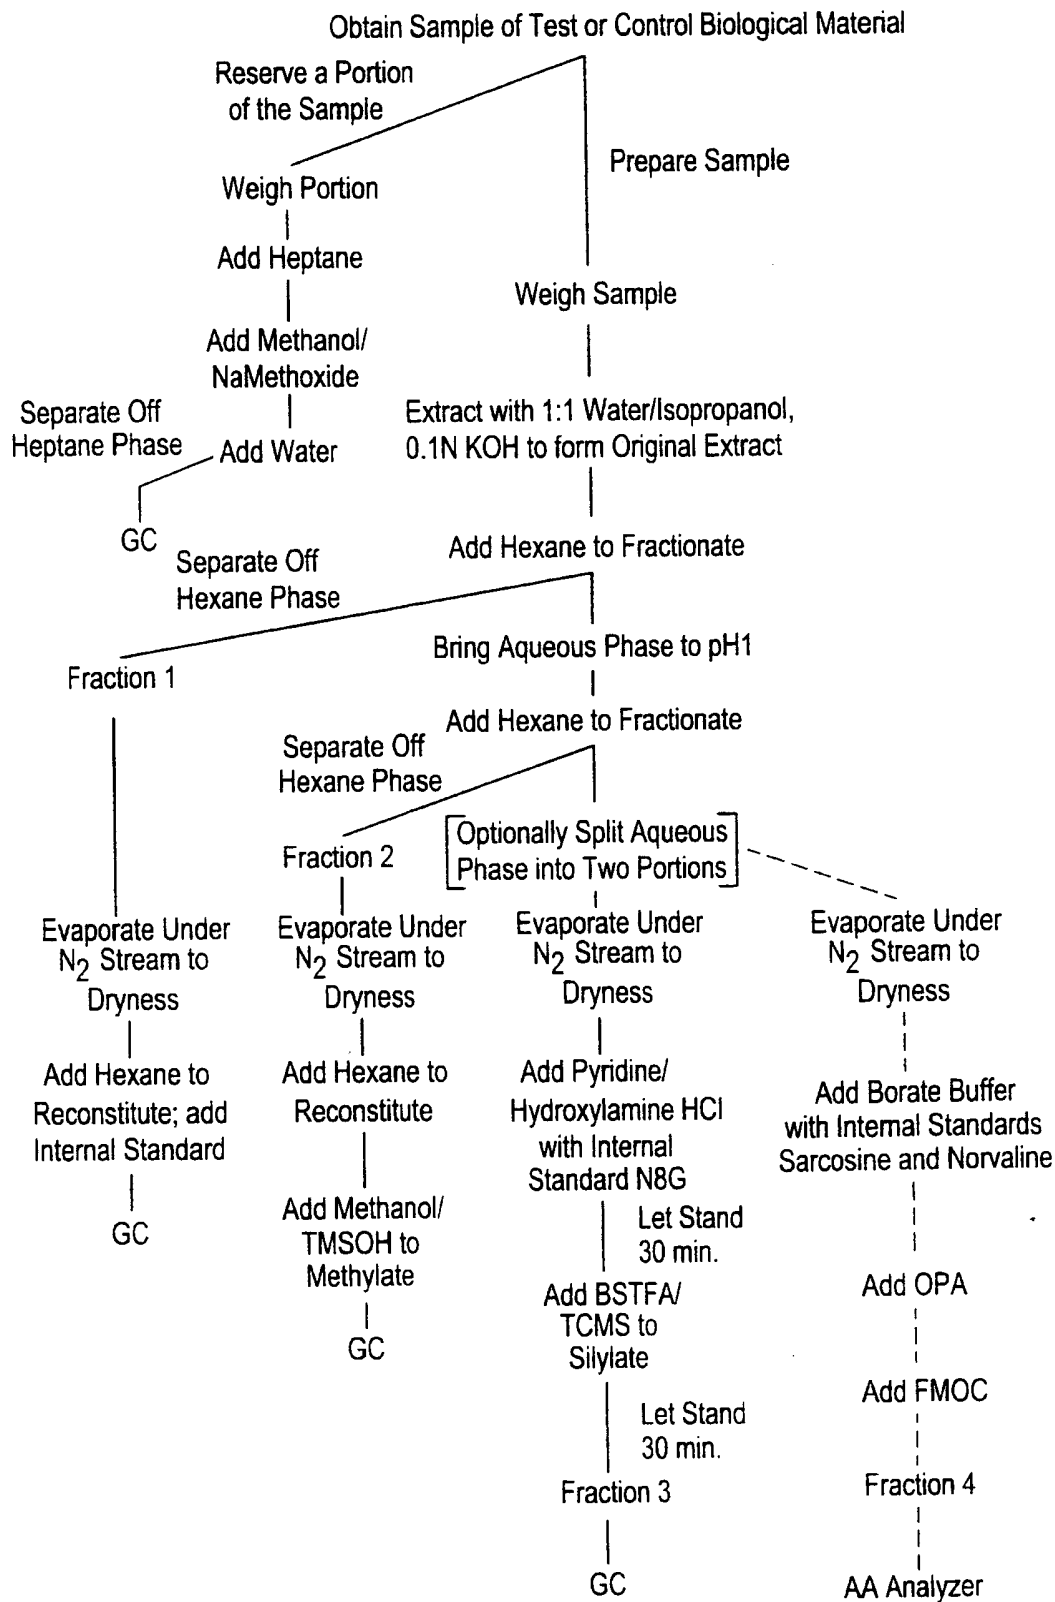 Obtain Sample of Test or Control Biological Material
Reserve a Portion
of the Sample
Prepare Sample
Weigh Portion
Add Heptane
Weigh Sample
Add Methanol/
NaMethoxide
Separate Off
Heptane Phase
Add Water
GC
Extract with 1:1 Water/Isopropanol,
0.1N KOH to form Original Extract
Add Hexane to Fractionate
Separate Off
Hexane Phase
Fraction 1
Bring Aqueous Phase to pH1
Add Hexane to Fractionate
Separate Off
Hexane Phase
Fraction 2
Optionally Split Aqueous
Phase into Two Portions
Evaporate Under
N2 Stream to
Dryness
Add Hexane to
Reconstitute; add
Internal Standard
GC
Evaporate Under
N2 Stream to
Dryness
Add Hexane to
Reconstitute
Add Methanol/
TMSOH to
Methylate
GC
Evaporate Under
N2 Stream to
Dryness
Add Pyridine/
Hydroxylamine HCl
with Internal
Standard N8G
Let Stand
30 min.
Add BSTFA/
TCMS to
Silylate
Let Stand
30 min.
Fraction 3
GC
Evaporate Under
N2 Stream to
Dryness
Add Borate Buffer
with Internal Standards
Sarcosine and Norvaline
Add OPA
Add FMOC
Fraction 4
AA Analyzer